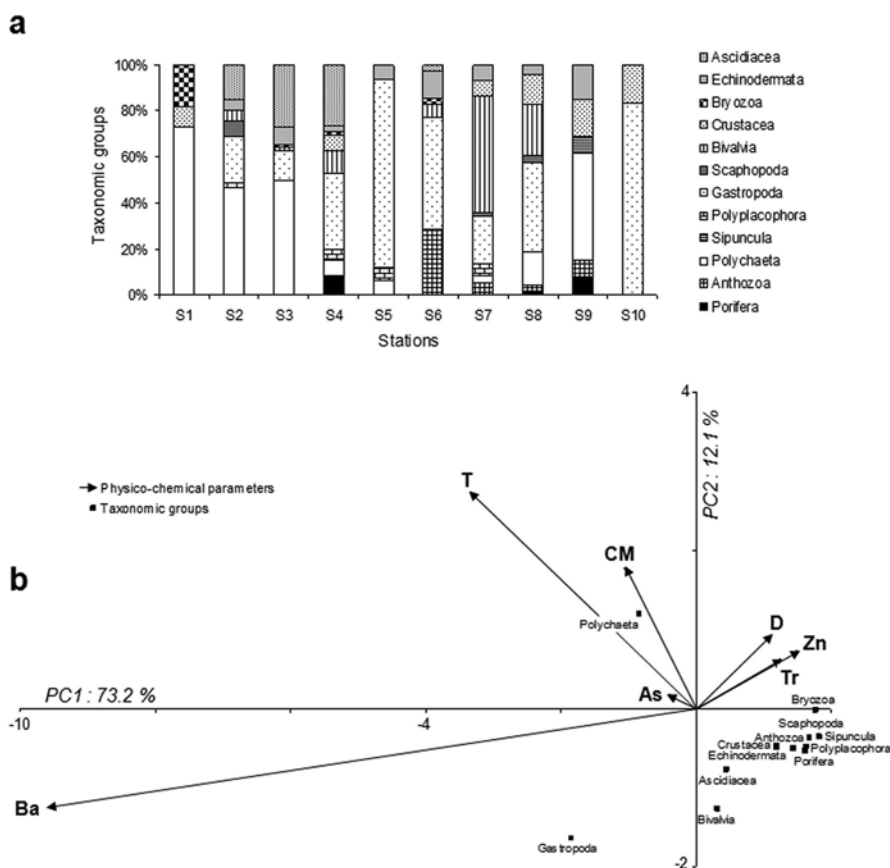 a
100%
80%
60%
40%
20%
0%
Taxonomic groups
S1 S2 S3 S4 S5 S6 S7 S8 S9 S10
Stations
Ascidiacea
Echinodermata
Bryozoa
Crustacea
Bivalvia
Scaphopoda
Gastropoda
Polyplacophora
Sipuncula
Polychaeta
Anthozoa
Porifera
b
Physico-chemical parameters
Taxonomic groups
4
PC2 : 12.1 %
T
CM
Polychaeta
D
Zn
Tr
As
PC1 : 73.2 %
-10
-4
Bryozoa
Scaphopoda
Anthozoa
Sipuncula
Crustacea
Polyplacophora
Echinodermata
Porifera
Ascidiacea
Ba
Bivalvia
Gastropoda
-2